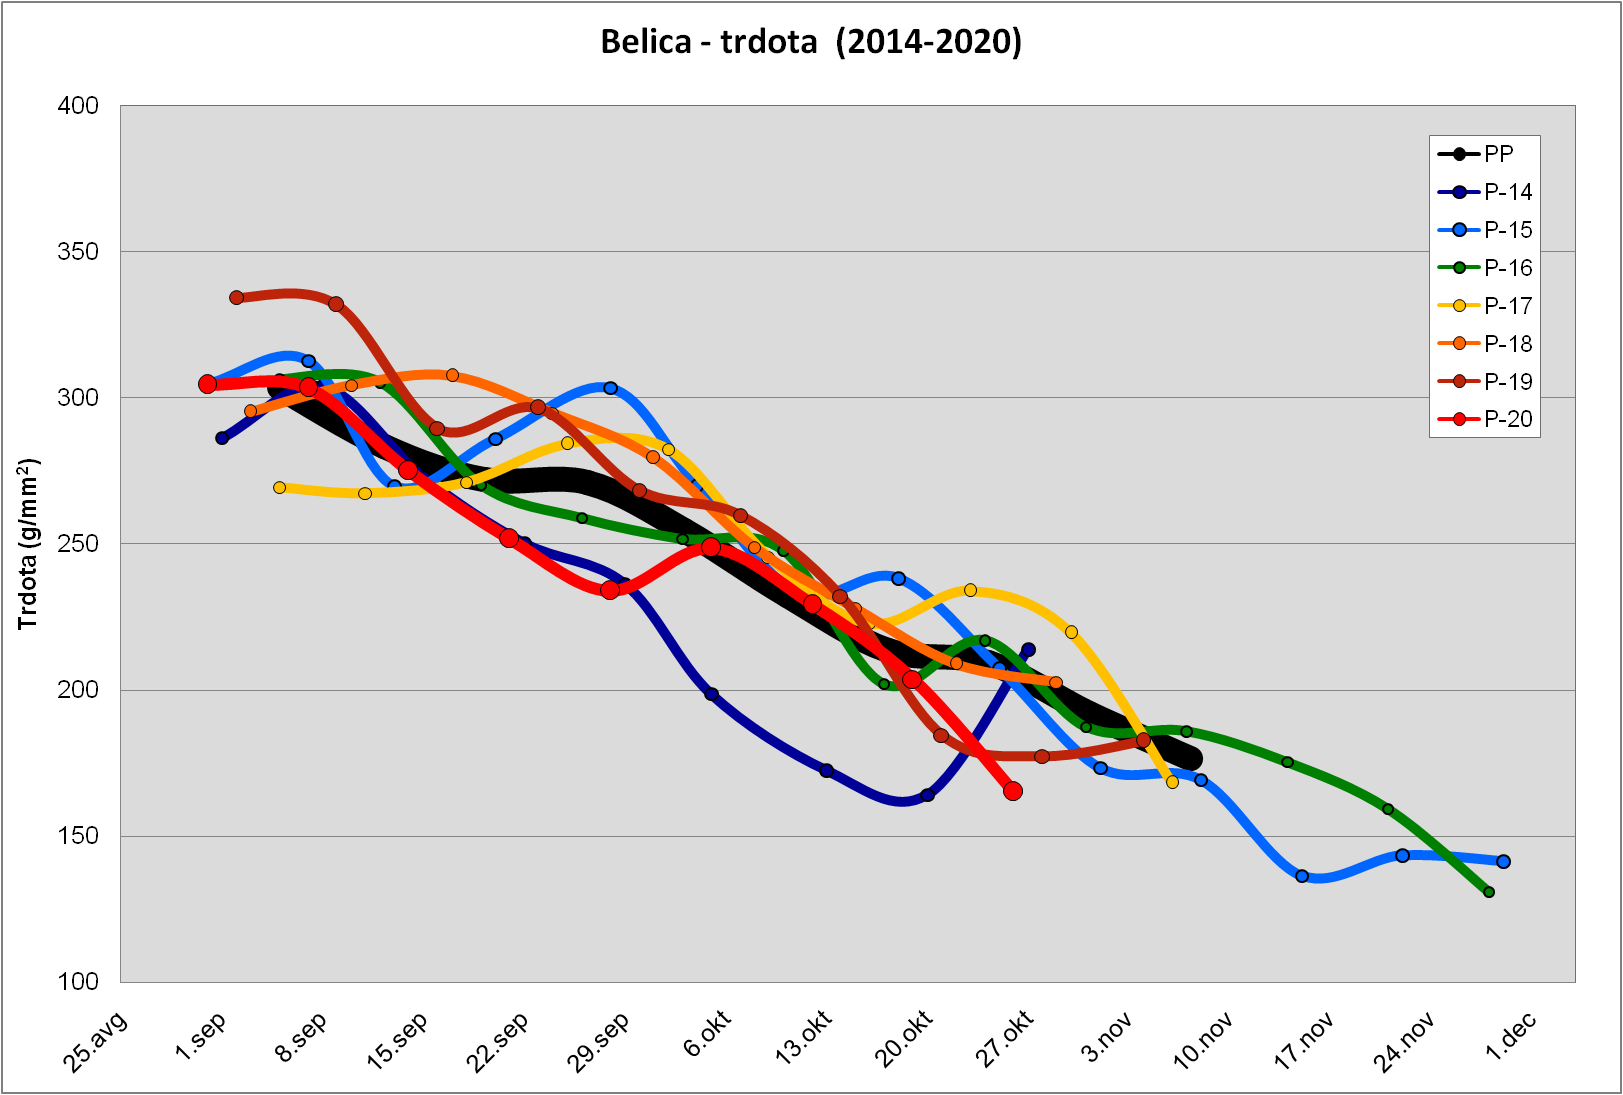 Belica - trdota  (2014-2020)
Trdota (g/mm²)
400
350
300
250
200
150
100
25.avg
1.sep
8.sep
15.sep
22.sep
29.sep
6.okt
13.okt
20.okt
27.okt
3.nov
10.nov
17.nov
24.nov
1.dec
PP
P-14
P-15
P-16
P-17
P-18
P-19
P-20